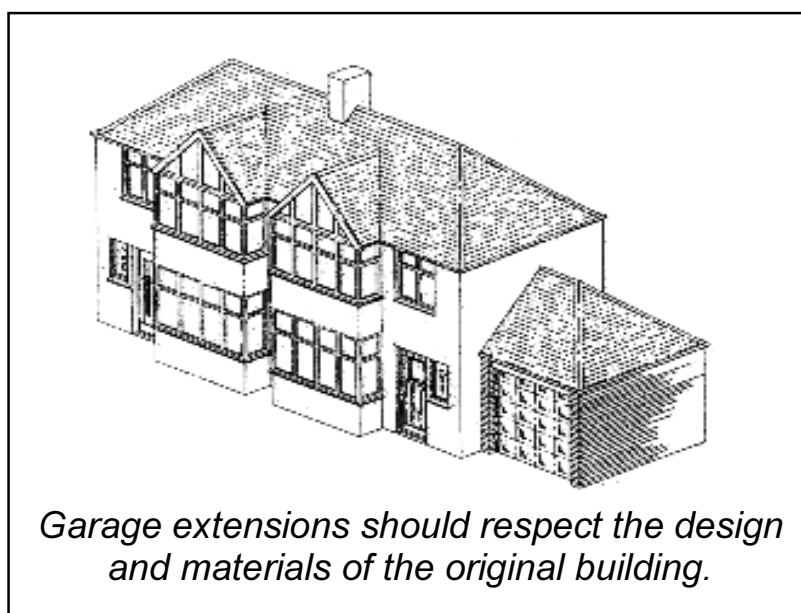 Garage extensions should respect the design
and materials of the original building.